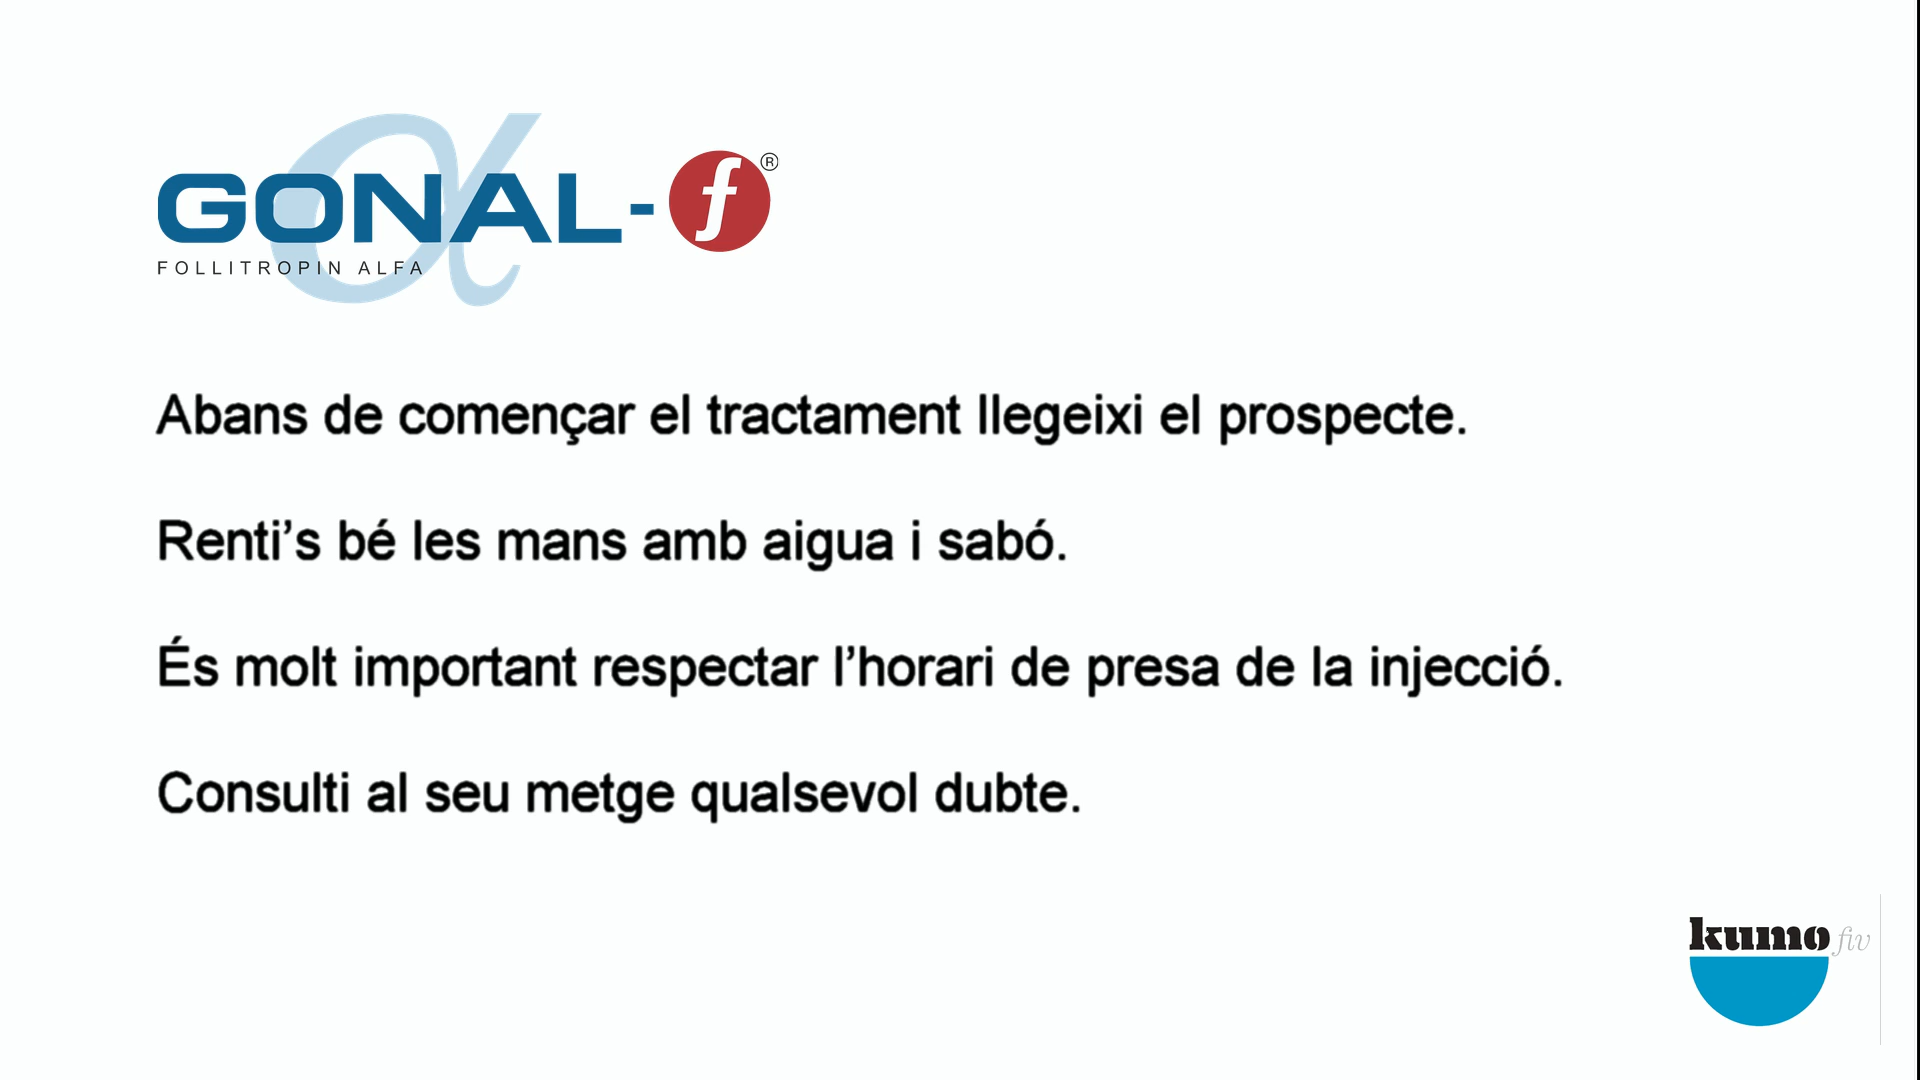 GONAL-f®
FOLLITROPIN ALFA
Abans de començar el tractament llegeixi el prospecte.
Renti’s bé les mans amb aigua i sabó.
És molt important respectar l’horari de presa de la injecció.
Consulti al seu metge qualsevol dubte.
kumo fiv